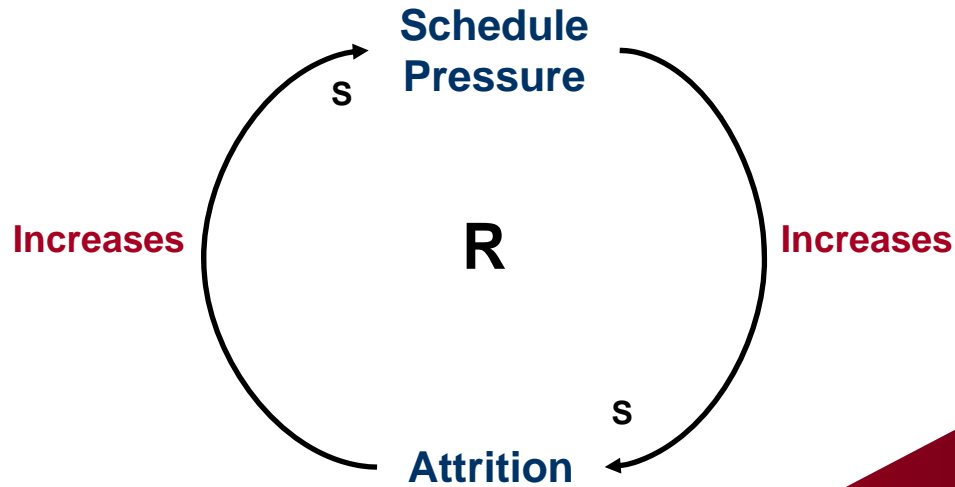 Schedule
Pressure
S
Increases
R
Increases
S
Attrition